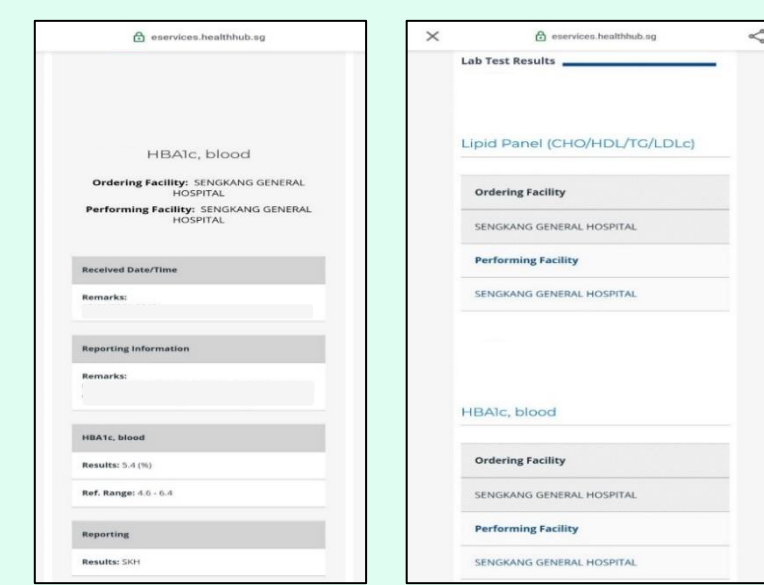 eservices.healthhub.sg
HBA1c, blood
Ordering Facility: SENGKANG GENERAL
HOSPITAL
Performing Facility: SENGKANG GENERAL
HOSPITAL
Received Date/Time
Remarks:
Reporting Information
Remarks:
HBA1c, blood
Results: 5.4 (%)
Ref. Range: 4.6 - 6.4
Reporting
Results: SKH
eservices.healthhub.sg
Lab Test Results
Lipid Panel (CHO/HDL/TG/LDLc)
Ordering Facility
SENGKANG GENERAL HOSPITAL
Performing Facility
SENGKANG GENERAL HOSPITAL
HBA1c, blood
Ordering Facility
SENGKANG GENERAL HOSPITAL
Performing Facility
SENGKANG GENERAL HOSPITAL